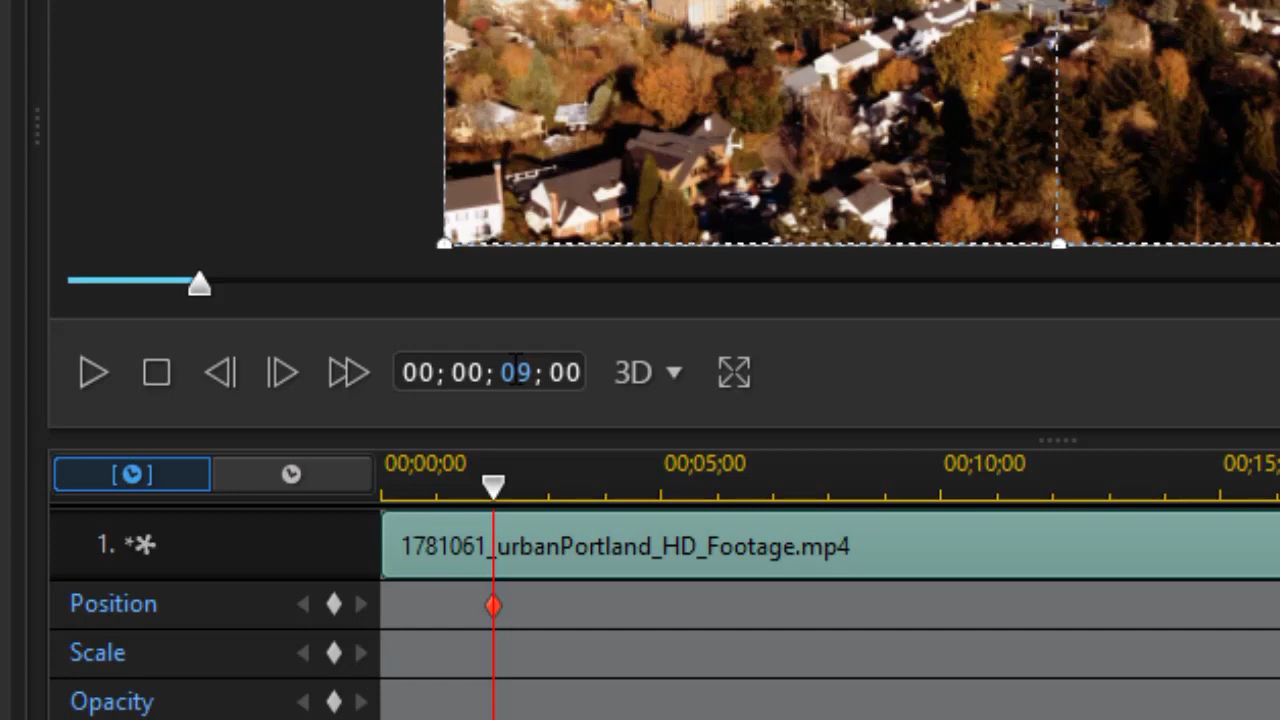 00; 00; 09; 00 3D
00;00;00 00;05;00 00;10;00 00;15;
1. **
1781061_urbanPortland_HD_Footage.mp4
Position
Scale
Opacity